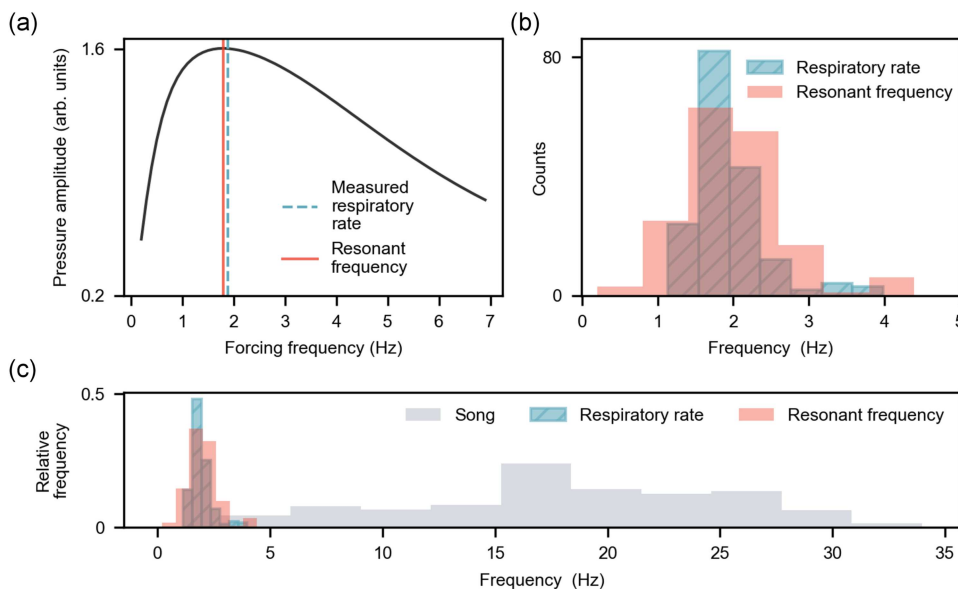 (a)
1.6
Pressure amplitude (arb. units)
0.2
Measured
respiratory
rate
Resonant
frequency
0 1 2 3 4 5 6 7
Forcing frequency (Hz)
(b)
80
Counts
0
Respiratory rate
Resonant frequency
1 2 3 4 5
Frequency (Hz)
(c)
0.5
Relative
frequency
0
Song Respiratory rate Resonant frequency
0 5 10 15 20 25 30 35
Frequency (Hz)